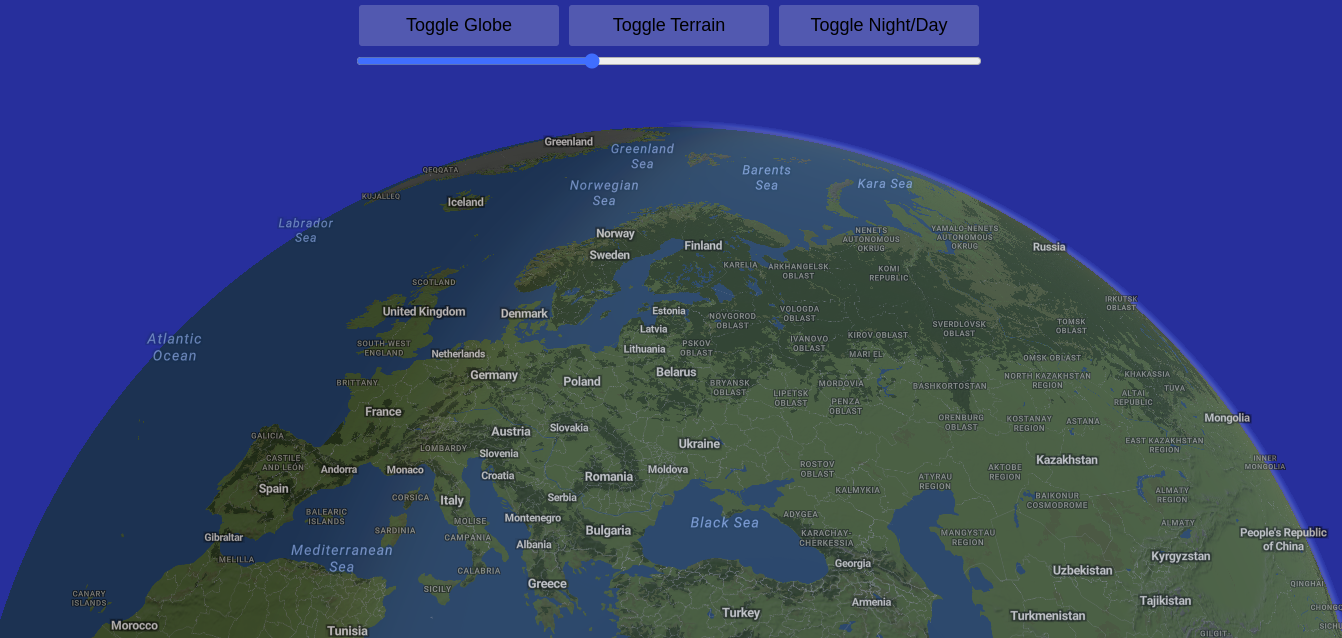 Toggle Globe
Toggle Terrain
Toggle Night/Day
Greenland
Greenland
Sea
QEQQATA
Barents
Sea
Kara Sea
Norwegian
Sea
KUJALLEQ
Iceland
Labrador
Sea
Norway
Sweden
Finland
NENETS
AUTONOMOUS
OKRUG
YAMALO-NENETS
AUTONOMOUS
OKRUG
Russia
KARELIA
ARKHANGELSK
OBLAST
KOMI
REPUBLIC
SCOTLAND
United Kingdom
Denmark
Estonia
NOVGOROD
OBLAST
VOLOGDA
OBLAST
IRKUTSK
OBLAST
Latvia
SVERDLOVSK
OBLAST
TOMSK
OBLAST
Atlantic
Ocean
SOUTH WEST
ENGLAND
Netherlands
Lithuania
PSKOV
OBLAST
IVANOVO
OBLAST
KIROV OBLAST
MARI EL
OMSK OBLAST
BRITTANY
Germany
Poland
Belarus
BRYANSK
OBLAST
LIPETSK
OBLAST
MORDOVIA
PENZA
OBLAST
BASHKORTOSTAN
NORTH KAZAKHSTAN
REGION
KHAKASSIA
TUVA
ALTAI
REPUBLIC
France
Mongolia
GALICIA
Austria
Slovakia
Ukraine
ORENBURG
OBLAST
KOSTANAY
REGION
ASTANA
EAST KAZAKHSTAN
REGION
CASTILE
AND LEÓN
Andorra
Monaco
LOMBARDY
Slovenia
Croatia
Romania
Moldova
ROSTOV
OBLAST
AKTOBE
REGION
Kazakhstan
INNER
MONGOLIA
Spain
CORSICA
Italy
Serbia
KALMYKIA
ATYRAU
REGION
BAIKONUR
COSMODROME
ALMATY
REGION
BALEARIC
ISLANDS
SARDINIA
MOLISE
CAMPANIA
Montenegro
Bulgaria
Black Sea
ADYGEA
KARACHAY-
CHERKESSIA
MANGYSTAU
REGION
ALMATY
People's Republic
of China
Gibraltar
MELILLA
Mediterranean
Sea
Albania
Georgia
Kyrgyzstan
CALABRIA
SICILY
Greece
Uzbekistan
QINGHAI
CANARY
ISLANDS
Turkey
Armenia
Turkmenistan
Tajikistan
Morocco
Tunisia
GILGIT